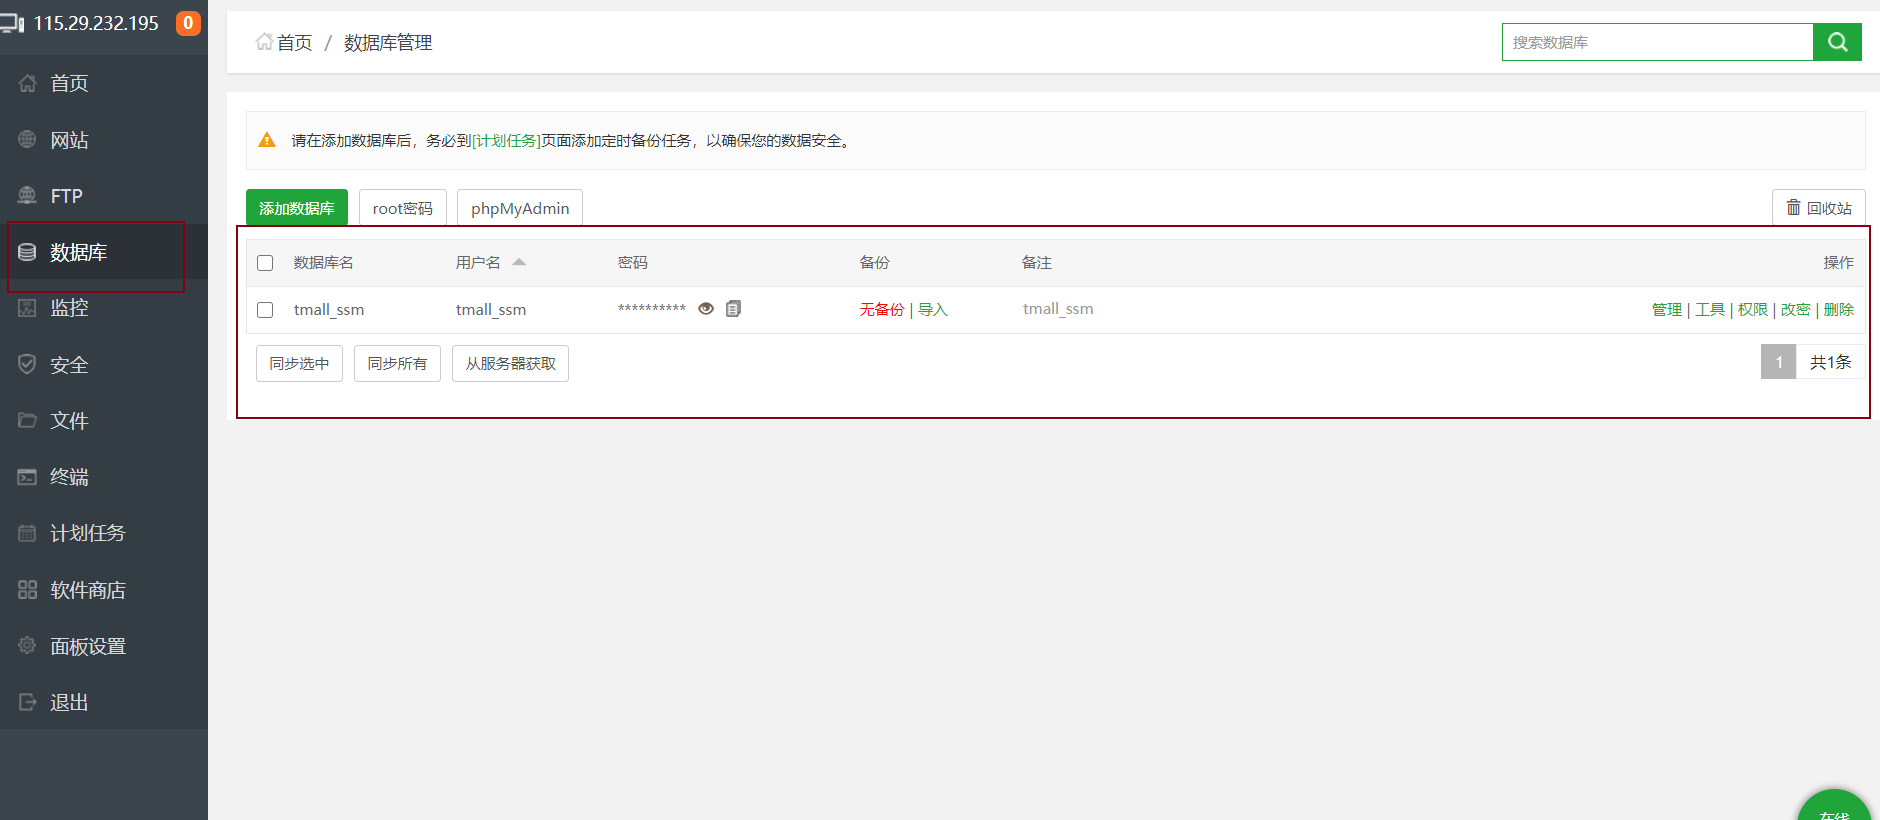 115.29.232.195 0
首页
网站
FTP
数据库
监控
安全
文件
终端
计划任务
软件商店
面板设置
退出
首页 / 数据库管理
搜索数据库
请在添加数据库后，务必到[计划任务]页面添加定时备份任务，以确保您的数据安全。
添加数据库 root密码 phpMyAdmin 回收站
数据库名 用户名 密码 备份 备注 操作
tmall_ssm tmall_ssm ********** 无备份 | 导入 tmall_ssm 管理 | 工具 | 权限 | 改密 | 删除
同步选中 同步所有 从服务器获取 1 共1条
在线